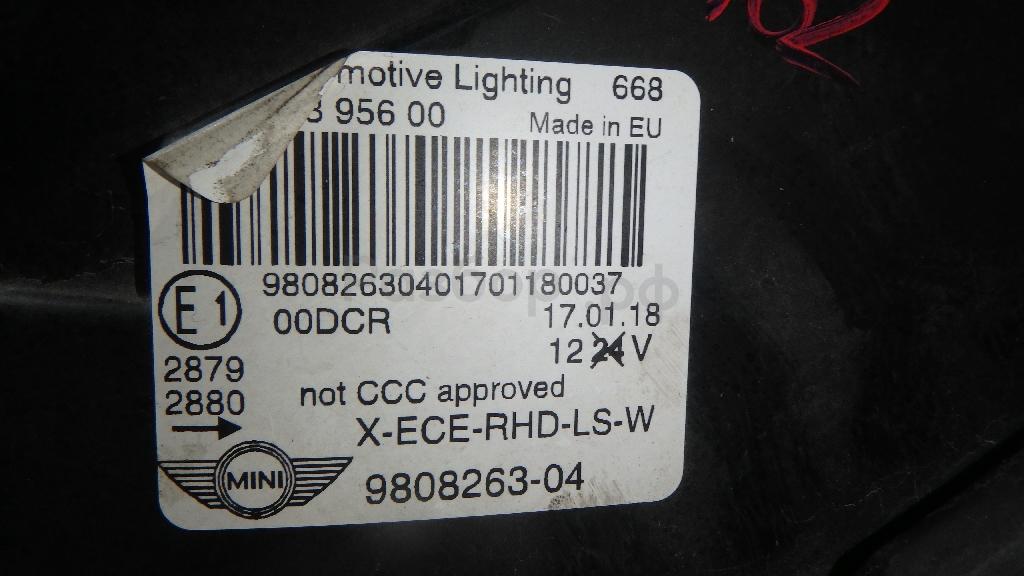 motive Lighting 668
3 956 00 Made in EU
98082630401701180037
E1 00DCR 17.01.18
12 24 V
2879
2880
not CCC approved
X-ECE-RHD-LS-W
MINI 9808263-04